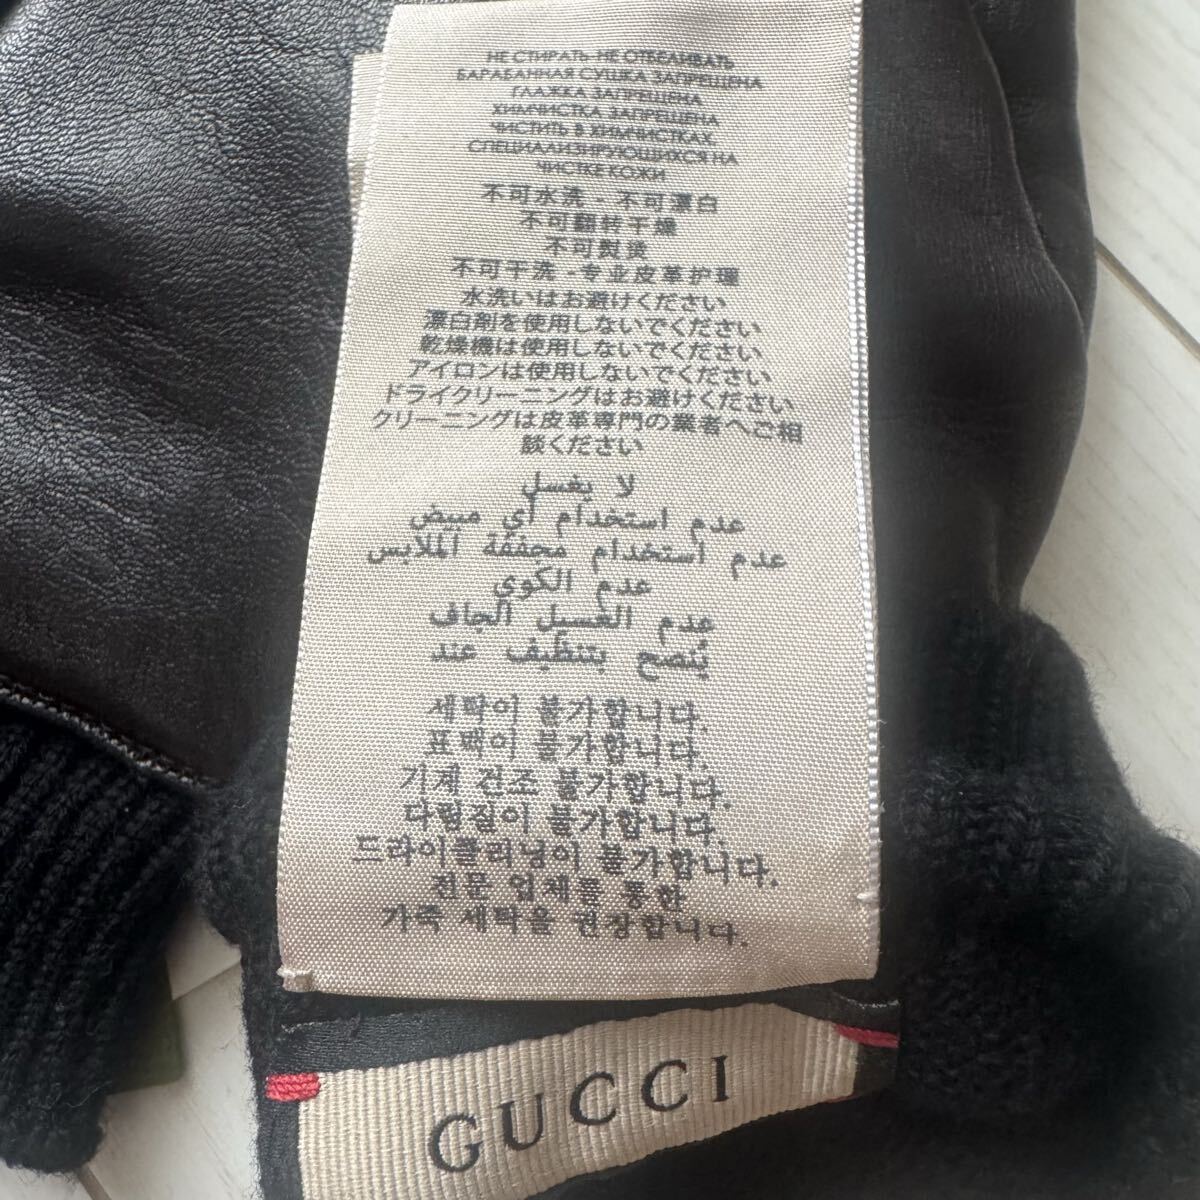 НЕ СТИРАТЬ- НЕ ОТБЕЛИВАТЬ
БАРАБАННАЯ СУШКА ЗАПРЕЩЕНА
ГЛАЖКА ЗАПРЕЩЕНА
ХИМЧИСТКА ЗАПРЕЩЕНА
ЧИСТИТЬ В ХИМЧИСТКАХ,
СПЕЦИАЛИЗИРУЮЩИХСЯ НА
ЧИСТКЕ КОЖИ
不可水洗 - 不可漂白
不可翻转干燥
不可熨烫
不可干洗 -专业皮革护理
水洗いはお避けください
漂白剤を使用しないでください
乾燥機は使用しないでください
アイロンは使用しないでください
ドライクリーニングはお避けください
クリーニングは皮革専門の業者へご相
談ください
لا يغسل
عدم استخدام أي مبيض
عدم استخدام مجففة الملابس
عدم الكوي
عدم الغسيل الجاف
يُنصح بتنظيف عند
세탁이 불가합니다.
표백이 불가합니다.
기계 건조 불가합니다.
다림질이 불가합니다.
드라이클리닝이 불가합니다.
전문 업체를 통한
가죽 세탁을 권장합니다.
GUCCI